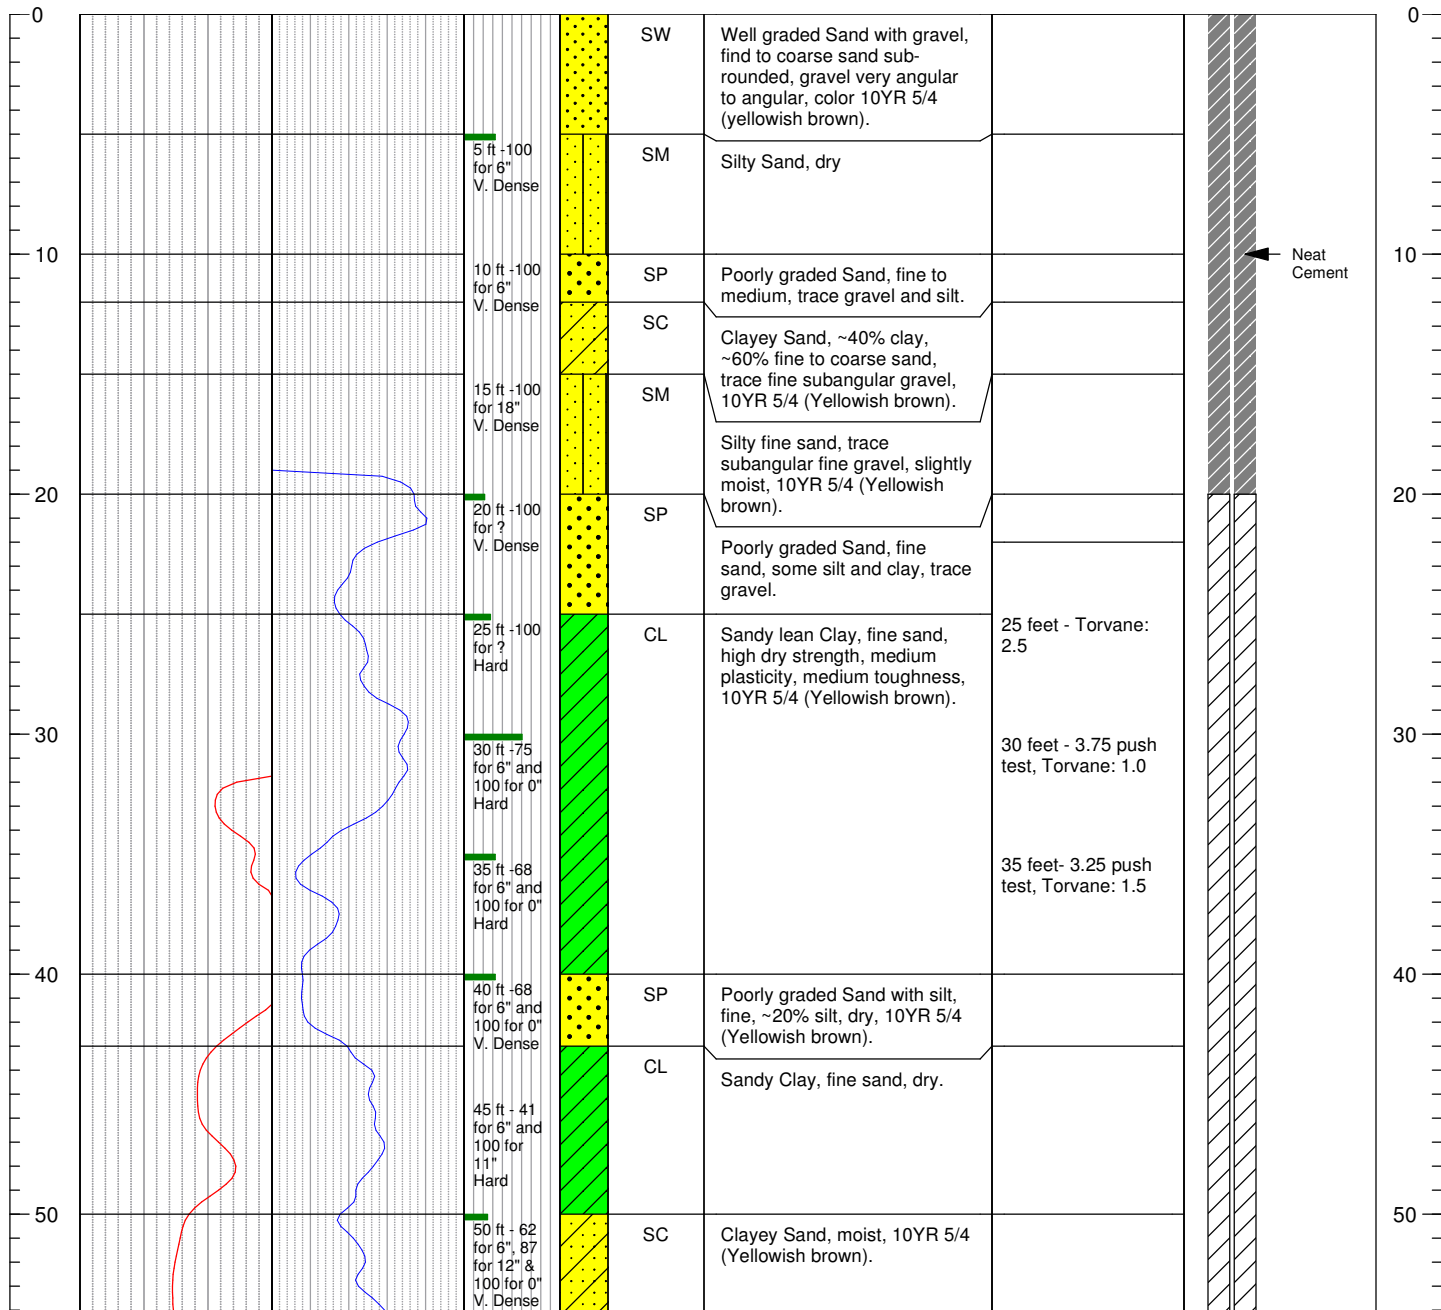 0
SW
Well graded Sand with gravel,
find to coarse sand sub-
rounded, gravel very angular
to angular, color 10YR 5/4
(yellowish brown).
0
5 ft -100
for 6"
V. Dense
SM
Silty Sand, dry
10
10 ft -100
for 6"
V. Dense
SP
Poorly graded Sand, fine to
medium, trace gravel and silt.
Neat
Cement
10
SC
Clayey Sand, ~40% clay,
~60% fine to coarse sand,
trace fine subangular gravel,
10YR 5/4 (Yellowish brown).
15 ft -100
for 18"
V. Dense
SM
Silty fine sand, trace
subangular fine gravel, slightly
moist, 10YR 5/4 (Yellowish
brown).
20
20 ft -100
for ?
V. Dense
SP
Poorly graded Sand, fine
sand, some silt and clay, trace
gravel.
20
25 ft -100
for ?
Hard
CL
Sandy lean Clay, fine sand,
high dry strength, medium
plasticity, medium toughness,
10YR 5/4 (Yellowish brown).
25 feet - Torvane:
2.5
30
30 ft -75
for 6" and
100 for 0"
Hard
30 feet - 3.75 push
test, Torvane: 1.0
30
35 ft -68
for 6" and
100 for 0"
Hard
35 feet- 3.25 push
test, Torvane: 1.5
40
40 ft -68
for 6" and
100 for 0"
V. Dense
SP
Poorly graded Sand with silt,
fine, ~20% silt, dry, 10YR 5/4
(Yellowish brown).
40
CL
Sandy Clay, fine sand, dry.
45 ft - 41
for 6" and
100 for
11"
Hard
50
50 ft - 62
for 6", 87
for 12" &
100 for 0"
V. Dense
SC
Clayey Sand, moist, 10YR 5/4
(Yellowish brown).
50